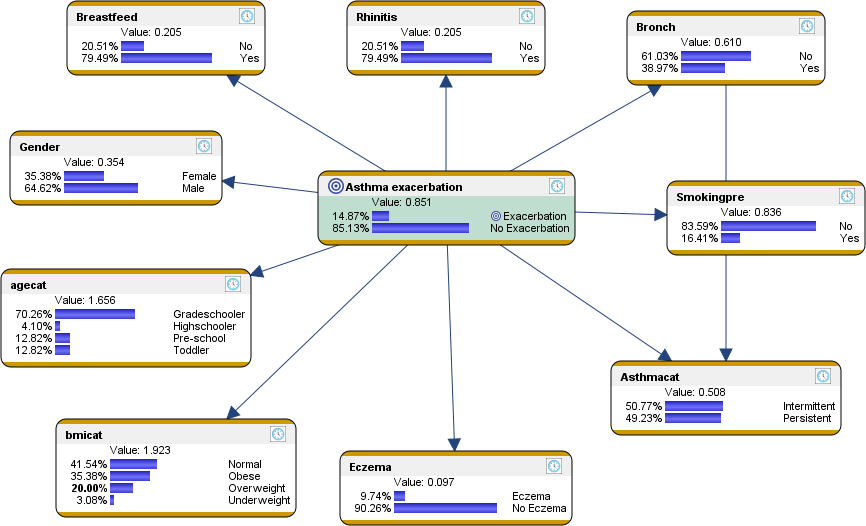 Breastfeed
Value: 0.205
20.51% No
79.49% Yes
Rhinitis
Value: 0.205
20.51% No
79.49% Yes
Bronch
Value: 0.610
61.03% No
38.97% Yes
Gender
Value: 0.354
35.38% Female
64.62% Male
Asthma exacerbation
Value: 0.851
14.87% Exacerbation
85.13% No Exacerbation
Smokingpre
Value: 0.836
83.59% No
16.41% Yes
agecat
Value: 1.656
70.26% Gradeschooler
4.10% Highschooler
12.82% Pre-school
12.82% Toddler
Asthmacat
Value: 0.508
50.77% Intermittent
49.23% Persistent
bmicat
Value: 1.923
41.54% Normal
35.38% Obese
20.00% Overweight
3.08% Underweight
Eczema
Value: 0.097
9.74% Eczema
90.26% No Eczema